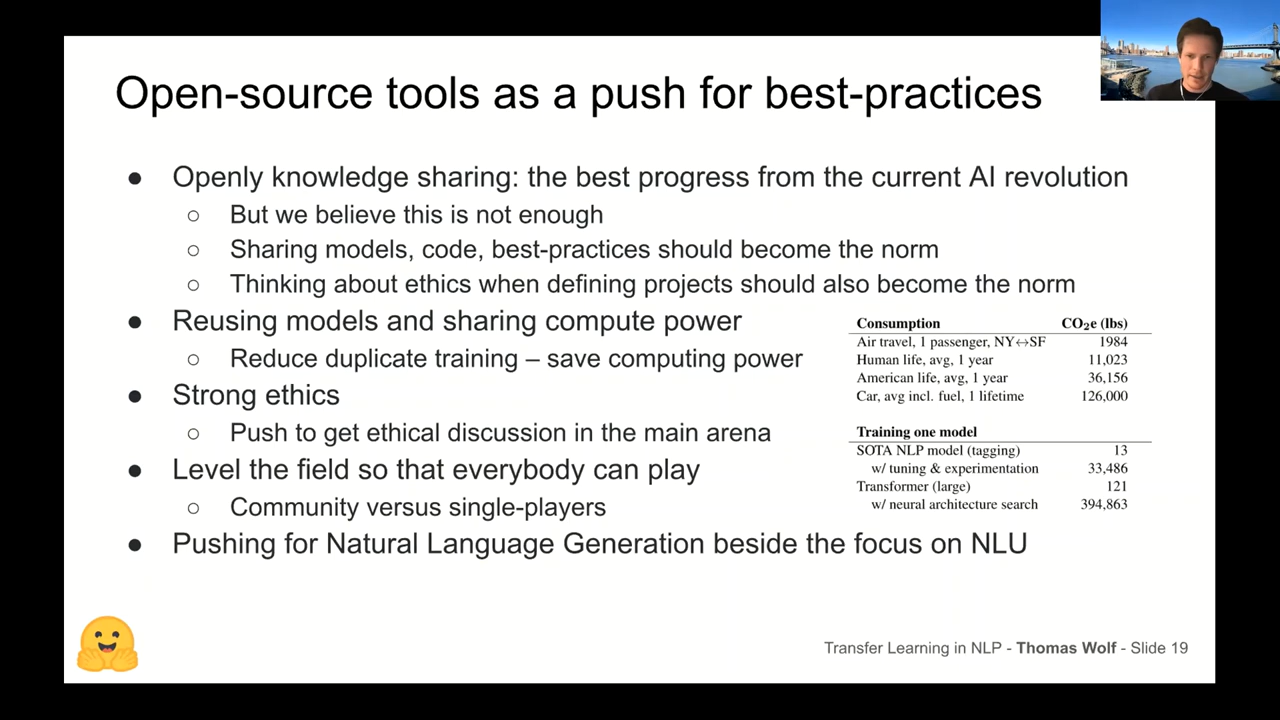 Open-source tools as a push for best-practices
● Openly knowledge sharing: the best progress from the current AI revolution
○ But we believe this is not enough
○ Sharing models, code, best-practices should become the norm
○ Thinking about ethics when defining projects should also become the norm
● Reusing models and sharing compute power
○ Reduce duplicate training – save computing power
● Strong ethics
○ Push to get ethical discussion in the main arena
● Level the field so that everybody can play
○ Community versus single-players
● Pushing for Natural Language Generation beside the focus on NLU
Consumption CO₂e (lbs)
Air travel, 1 passenger, NY↔SF 1984
Human life, avg, 1 year 11,023
American life, avg, 1 year 36,156
Car, avg incl. fuel, 1 lifetime 126,000
Training one model
SOTA NLP model (tagging) 13
w/ tuning & experimentation 33,486
Transformer (large) 121
w/ neural architecture search 394,863
Transfer Learning in NLP - Thomas Wolf - Slide 19